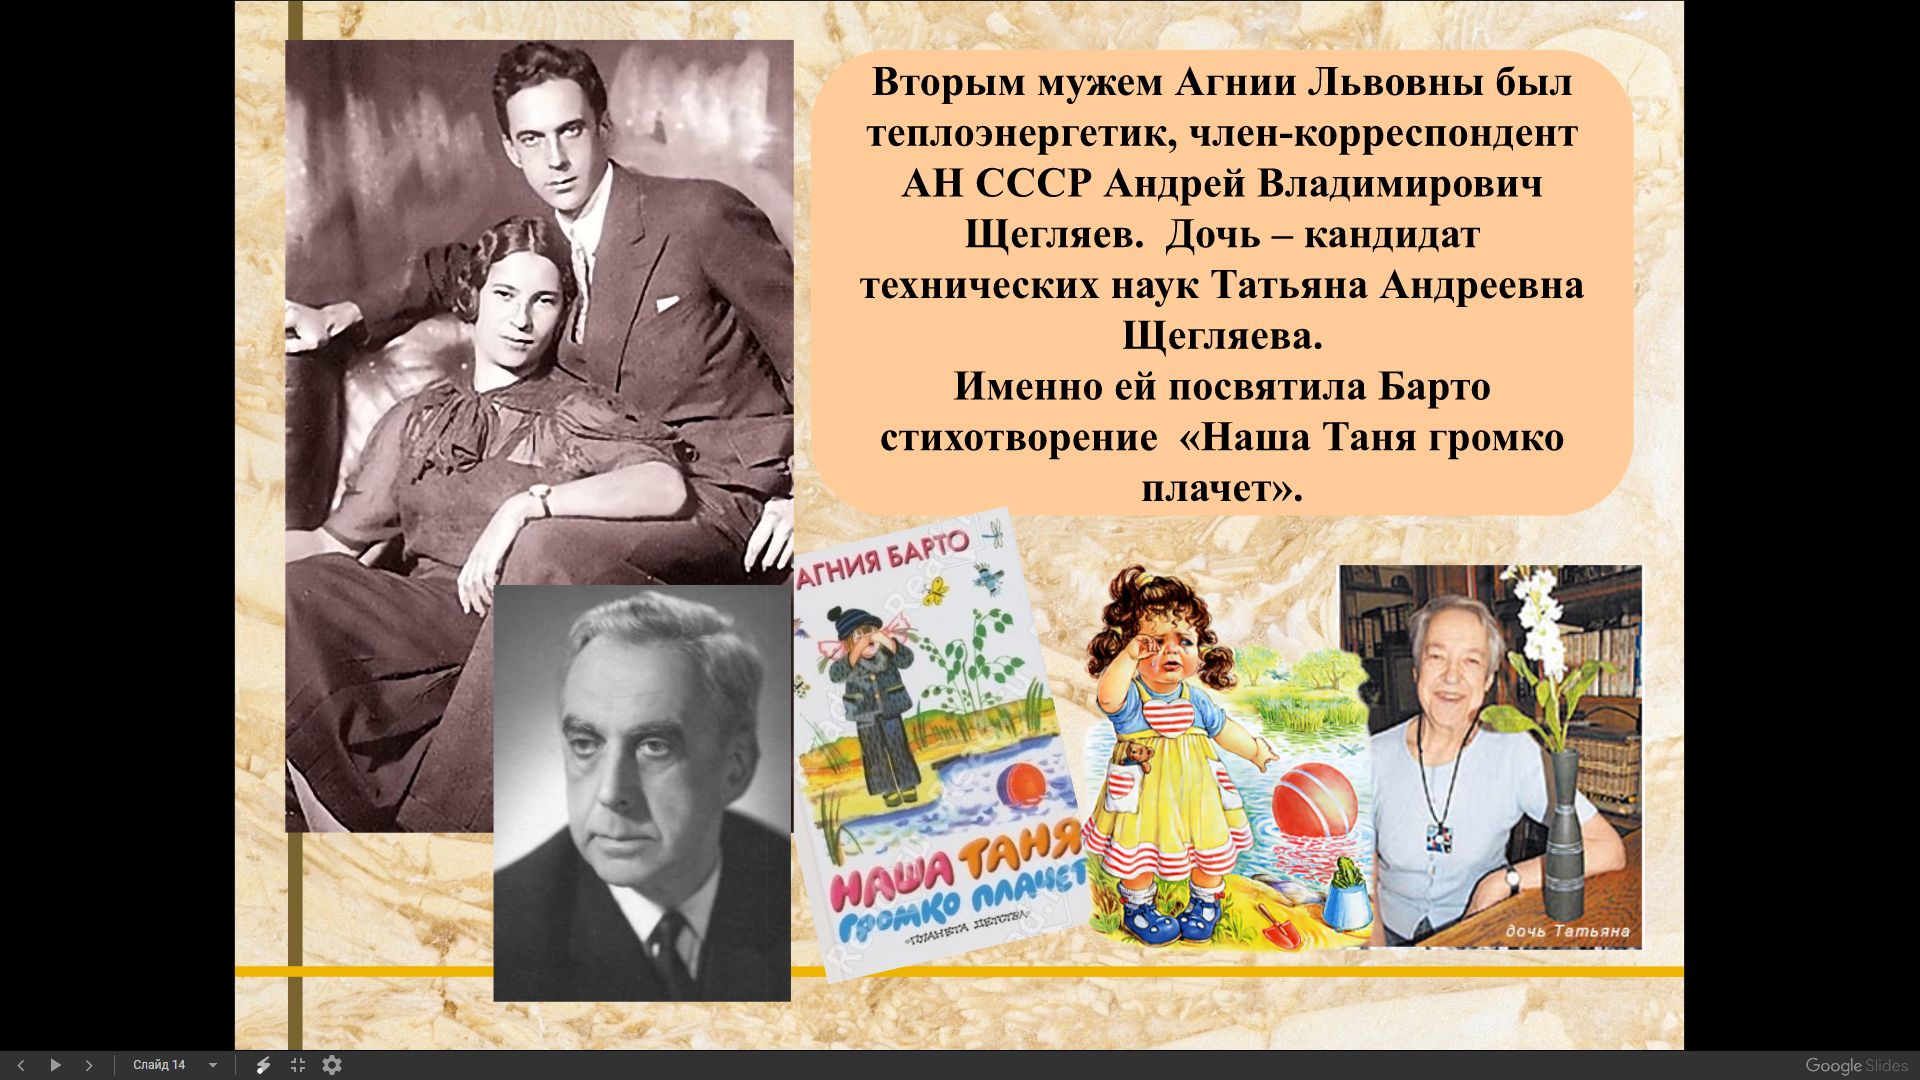 Вторым мужем Агнии Львовны был
теплоэнергетик, член-корреспондент
АН СССР Андрей Владимирович
Щегляев.  Дочь – кандидат
технических наук Татьяна Андреевна
Щегляева.
Именно ей посвятила Барто
стихотворение  «Наша Таня громко
плачет».
АГНИЯ БАРТО
НАША ТАНЯ
ГРОМКО ПЛАЧЕТ
«ПЛАНЕТА ДЕТСТВА»
дочь Татьяна
Слайд 14
Google Slides